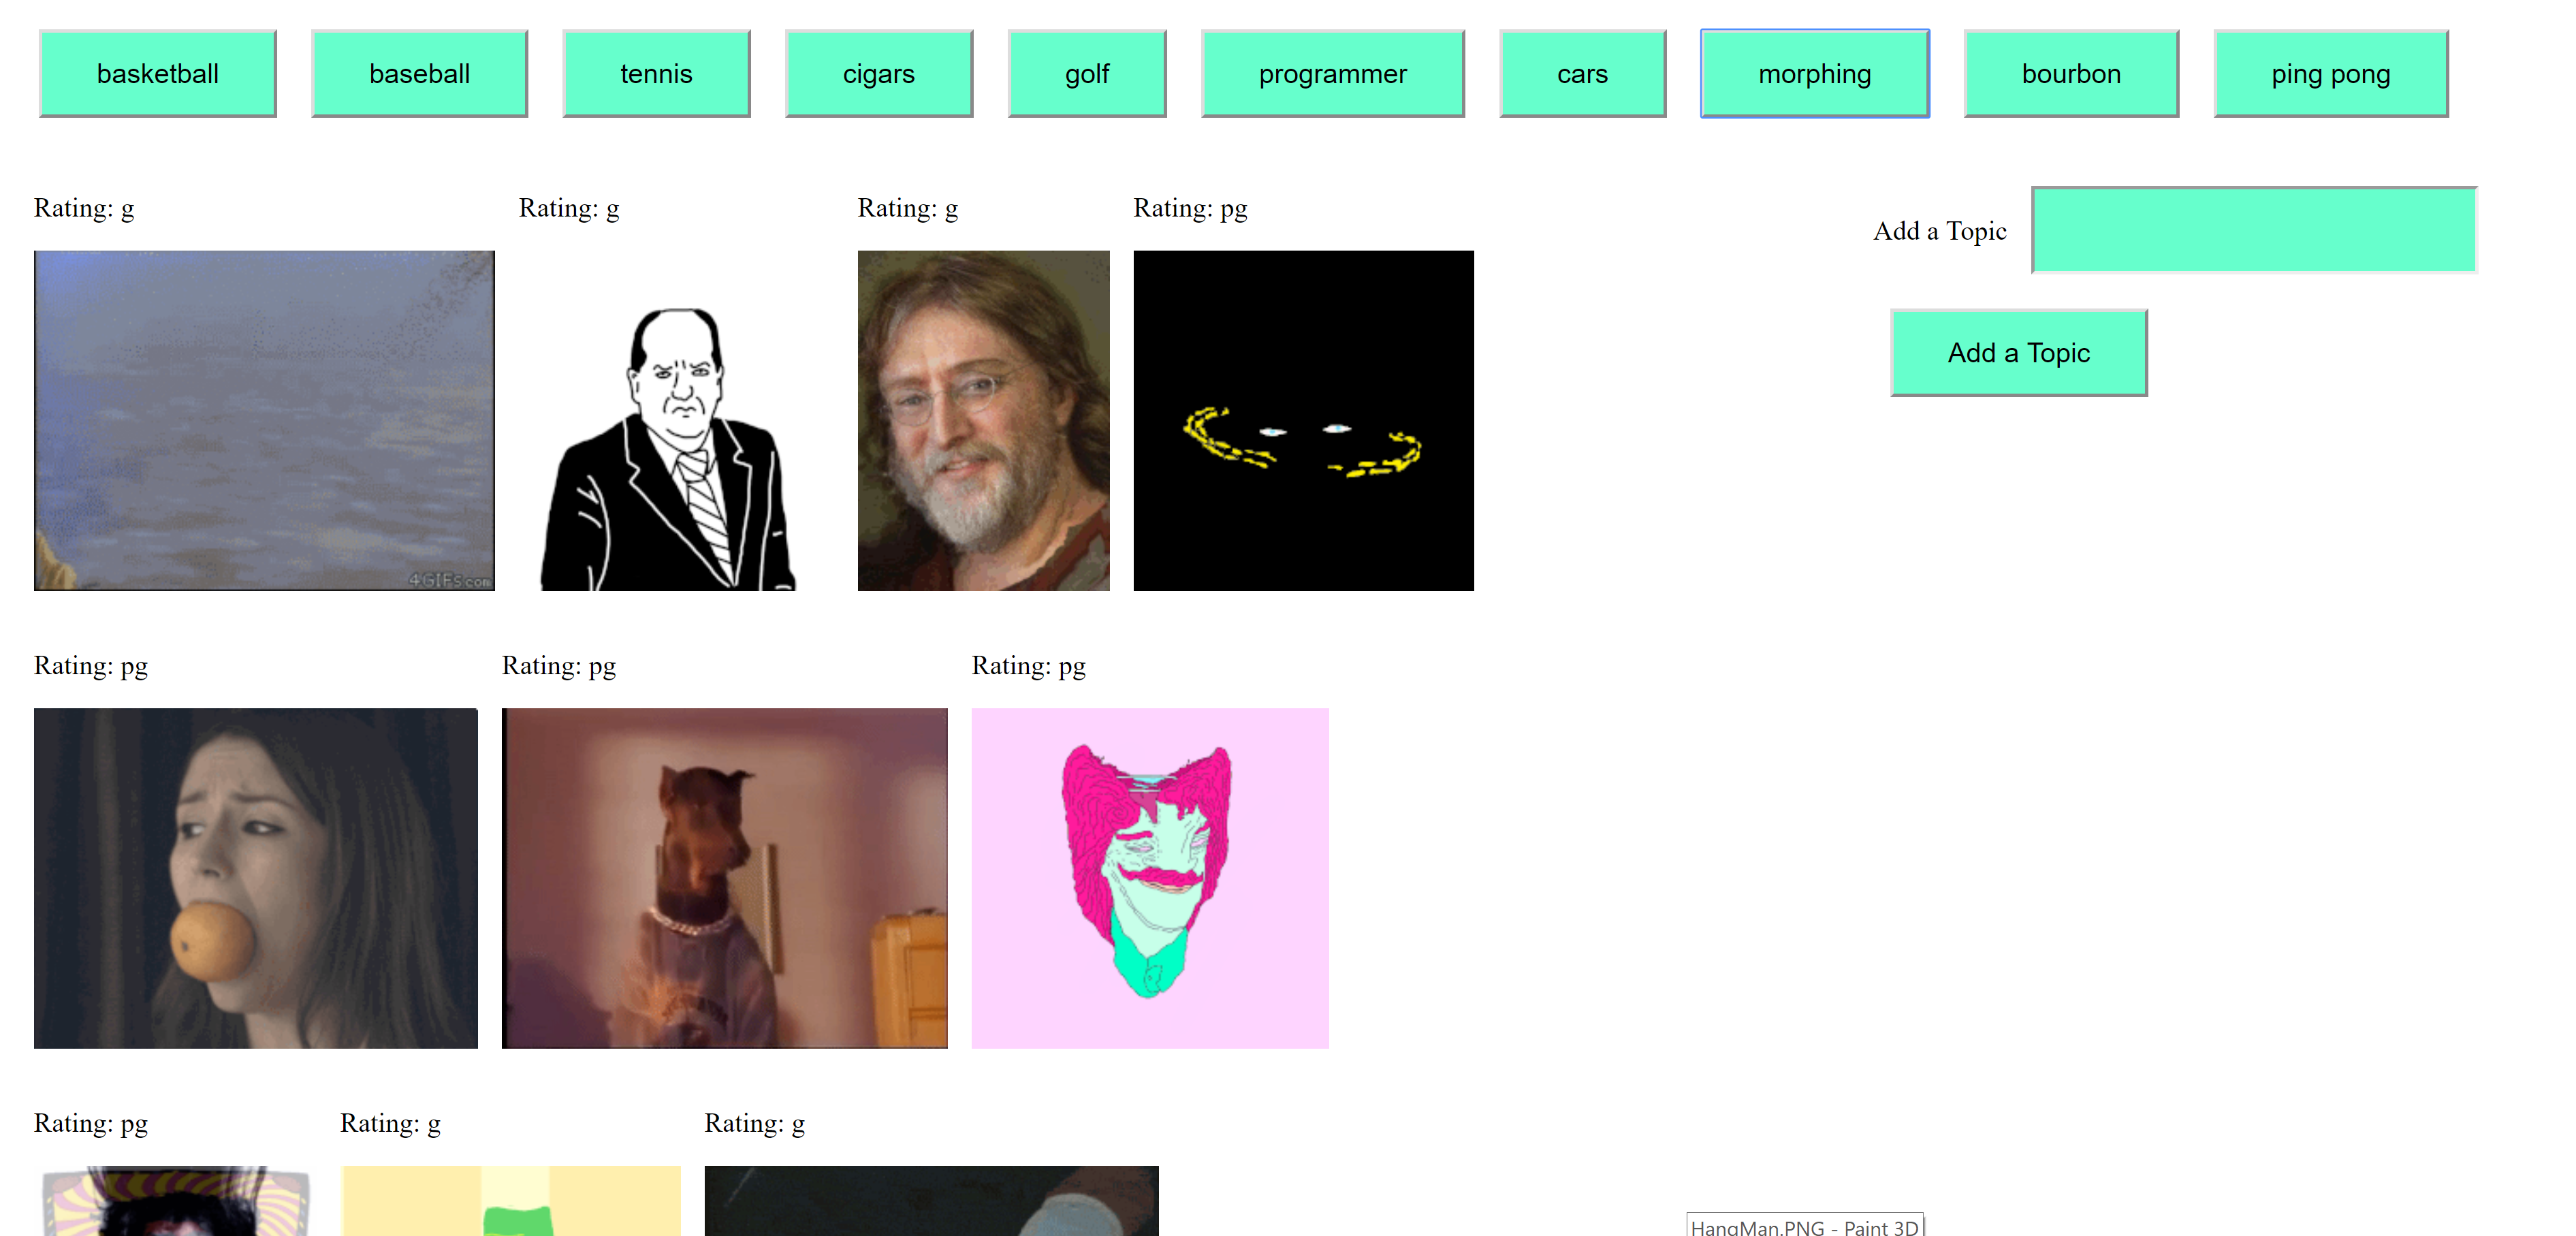 basketball baseball tennis cigars golf programmer cars morphing bourbon ping pong
Rating: g Rating: g Rating: g Rating: pg
Add a Topic
Add a Topic
4GIFs.com
Rating: pg Rating: pg Rating: pg
Rating: pg Rating: g Rating: g
HangMan.PNG - Paint 3D